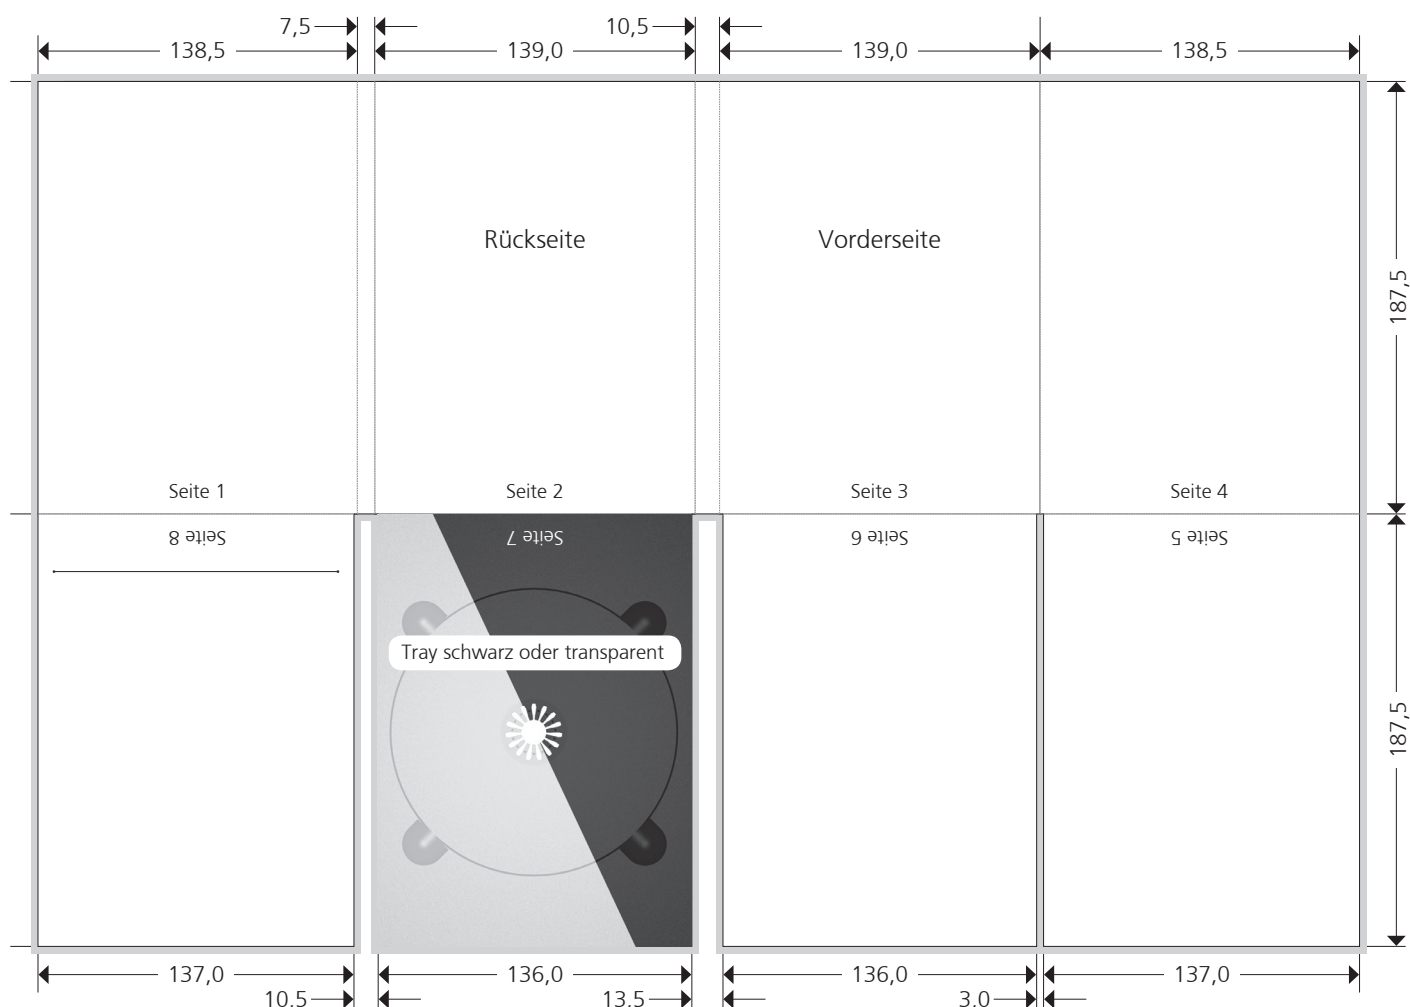 7,5
10,5
138,5
139,0
139,0
138,5
187,5
Rückseite
Vorderseite
Seite 1
Seite 2
Seite 3
Seite 4
Seite 8
Seite 7
Seite 6
Seite 5
Tray schwarz oder transparent
187,5
137,0
136,0
136,0
137,0
10,5
13,5
3,0